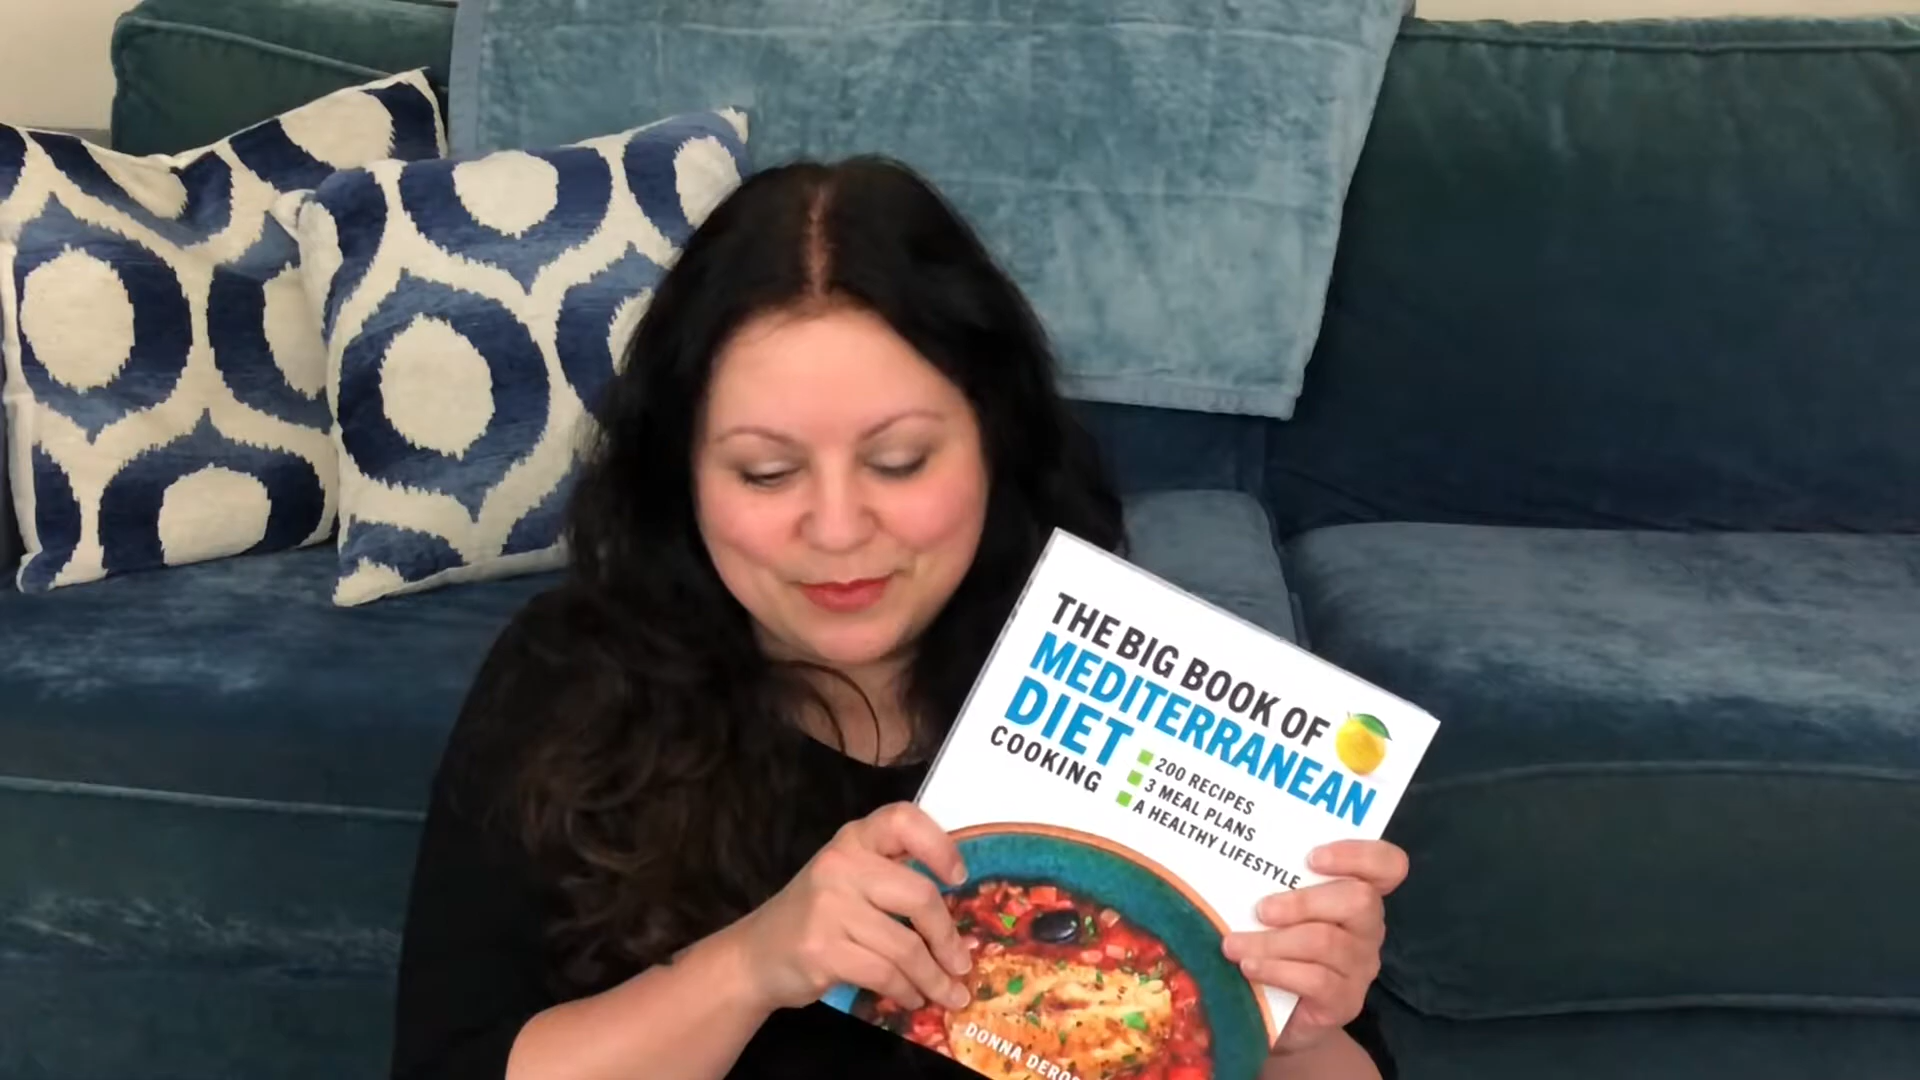 THE BIG BOOK OF
MEDITERRANEAN
DIET
COOKING
200 RECIPES
3 MEAL PLANS
A HEALTHY LIFESTYLE
DONNA